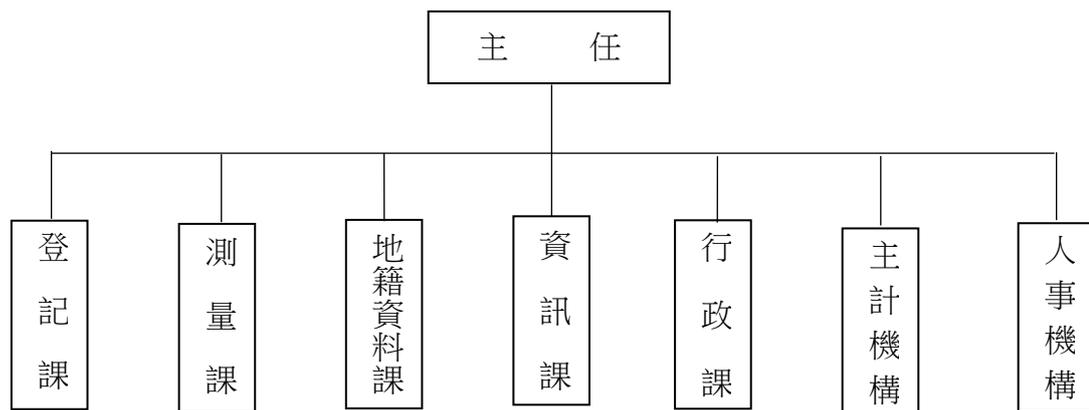 主任
登記課
測量課
地籍資料課
資訊課
行政課
主計機構
人事機構